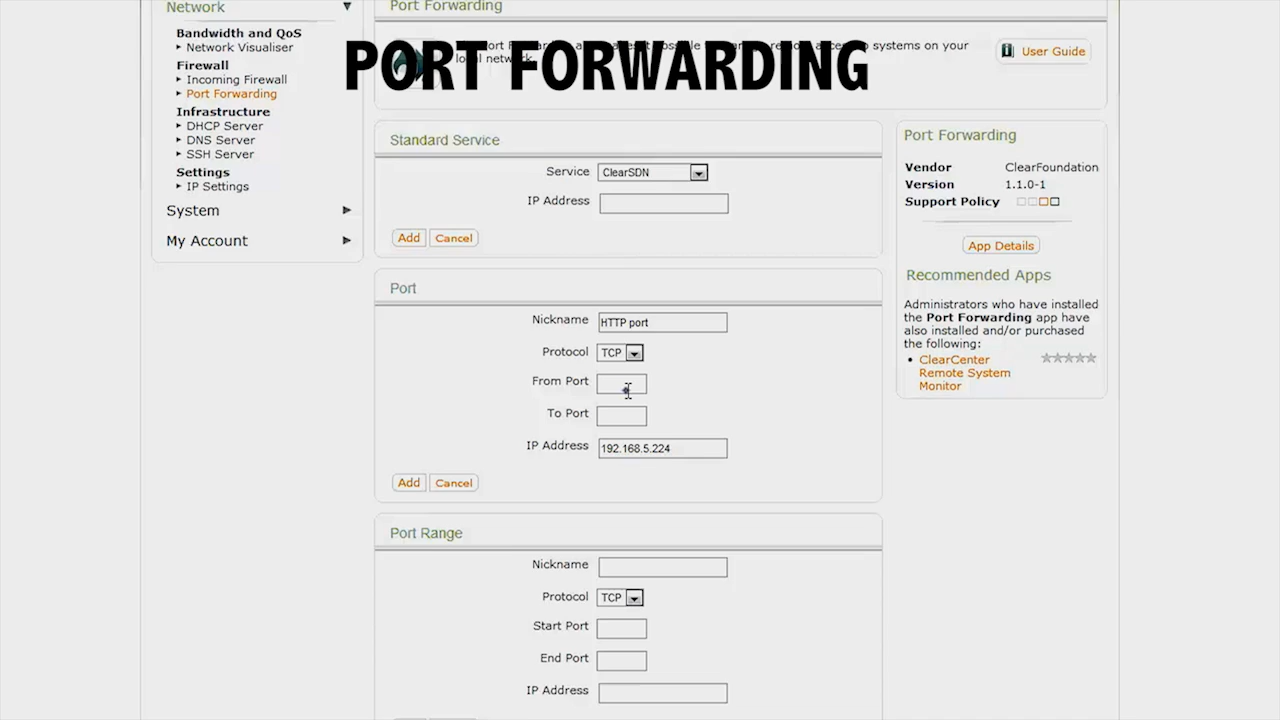 Network
Bandwidth and QoS
Network Visualiser
Firewall
Incoming Firewall
Port Forwarding
Infrastructure
DHCP Server
DNS Server
SSH Server
Settings
IP Settings
System
My Account
Port Forwarding
PORT FORWARDING
systems on your
local network.
User Guide
Standard Service
Service ClearSDN
IP Address
Add Cancel
Port
Nickname HTTP port
Protocol TCP
From Port
To Port
IP Address 192.168.5.224
Add Cancel
Port Range
Nickname
Protocol TCP
Start Port
End Port
IP Address
Port Forwarding
Vendor ClearFoundation
Version 1.1.0-1
Support Policy
App Details
Recommended Apps
Administrators who have installed
the Port Forwarding app have
also installed and/or purchased
the following:
ClearCenter
Remote System
Monitor